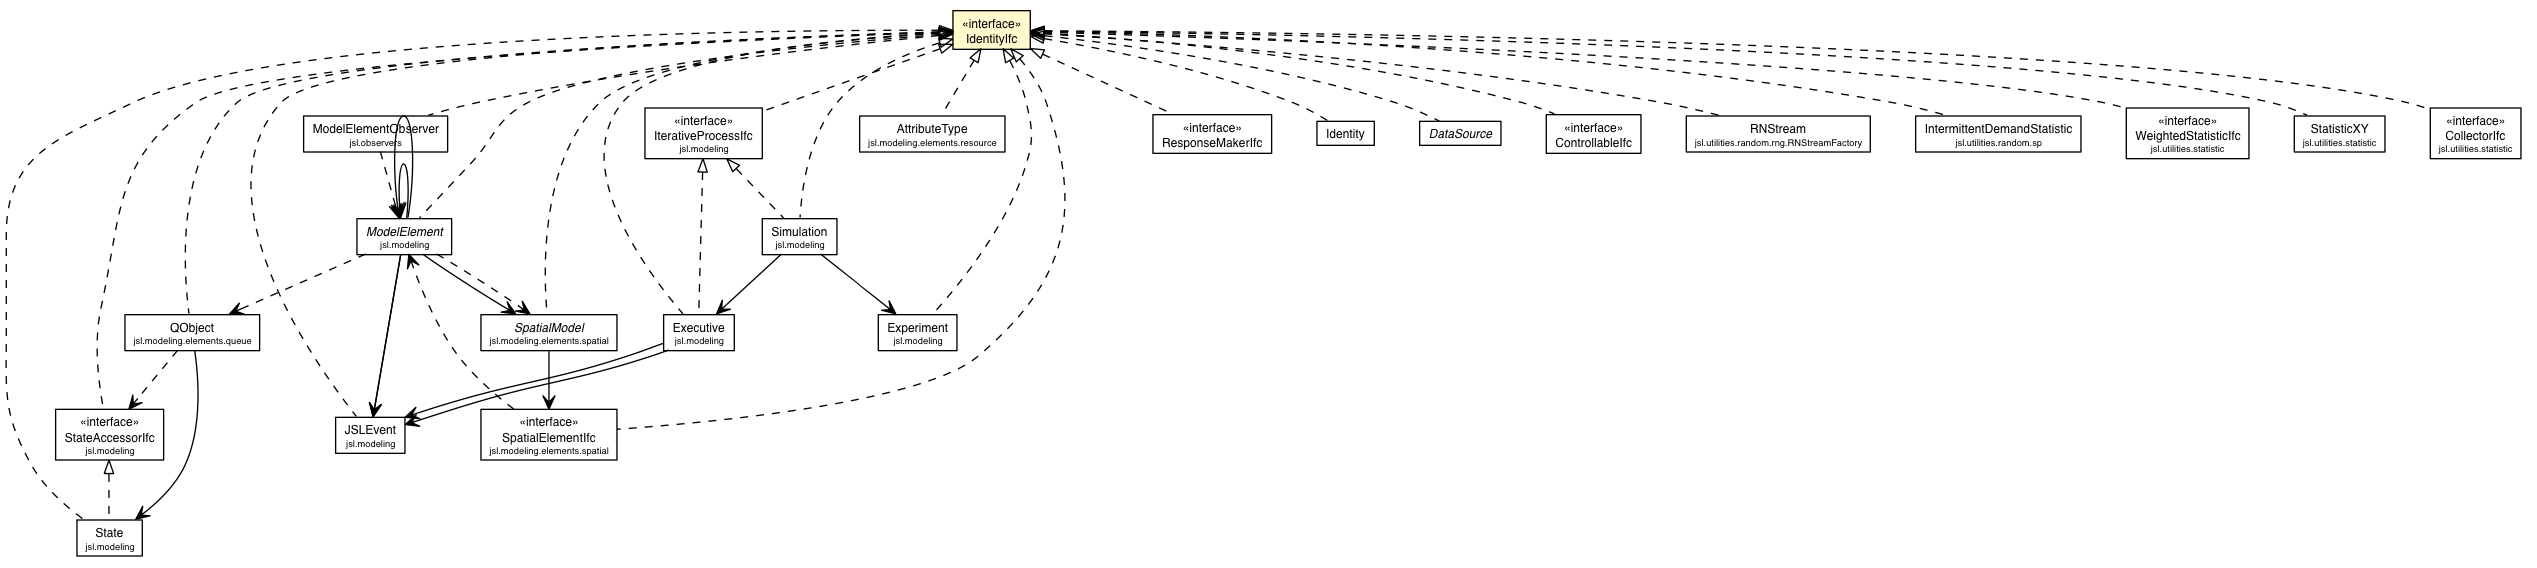 «interface»
IdentityIfc
ModelElementObserver
jsl.observers
«interface»
IterativeProcessIfc
jsl.modeling
AttributeType
jsl.modeling.elements.resource
«interface»
ResponseMakerIfc
Identity
DataSource
«interface»
ControllableIfc
RNStream
jsl.utilities.random.rng.RNStreamFactory
IntermittentDemandStatistic
jsl.utilities.random.sp
«interface»
WeightedStatisticIfc
jsl.utilities.statistic
StatisticXY
jsl.utilities.statistic
«interface»
CollectorIfc
jsl.utilities.statistic
ModelElement
jsl.modeling
Simulation
jsl.modeling
QObject
jsl.modeling.elements.queue
SpatialModel
jsl.modeling.elements.spatial
Executive
jsl.modeling
Experiment
jsl.modeling
«interface»
StateAccessorIfc
jsl.modeling
JSLEvent
jsl.modeling
«interface»
SpatialElementIfc
jsl.modeling.elements.spatial
State
jsl.modeling